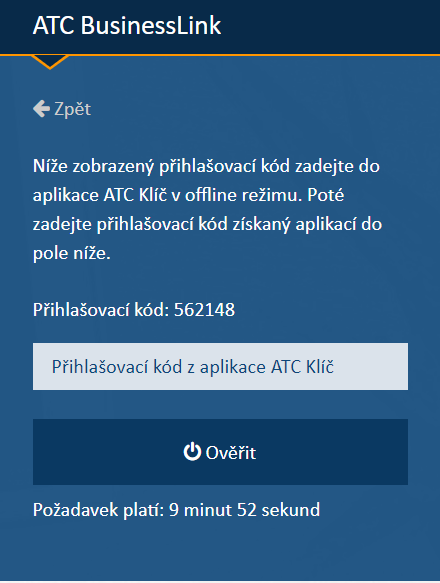 ATC BusinessLink
Zpět
Níže zobrazený přihlašovací kód zadejte do
aplikace ATC Klíč v offline režimu. Poté
zadejte přihlašovací kód získaný aplikací do
pole níže.
Přihlašovací kód: 562148
Přihlašovací kód z aplikace ATC Klíč
Ověřit
Požadavek platí: 9 minut 52 sekund